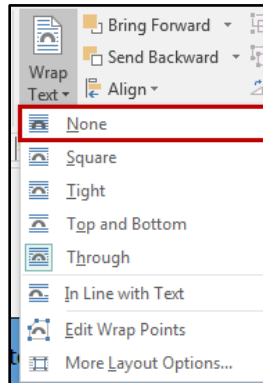 Bring Forward
Send Backward
Wrap
Text
Align
None
Square
Tight
Top and Bottom
Through
In Line with Text
Edit Wrap Points
More Layout Options...